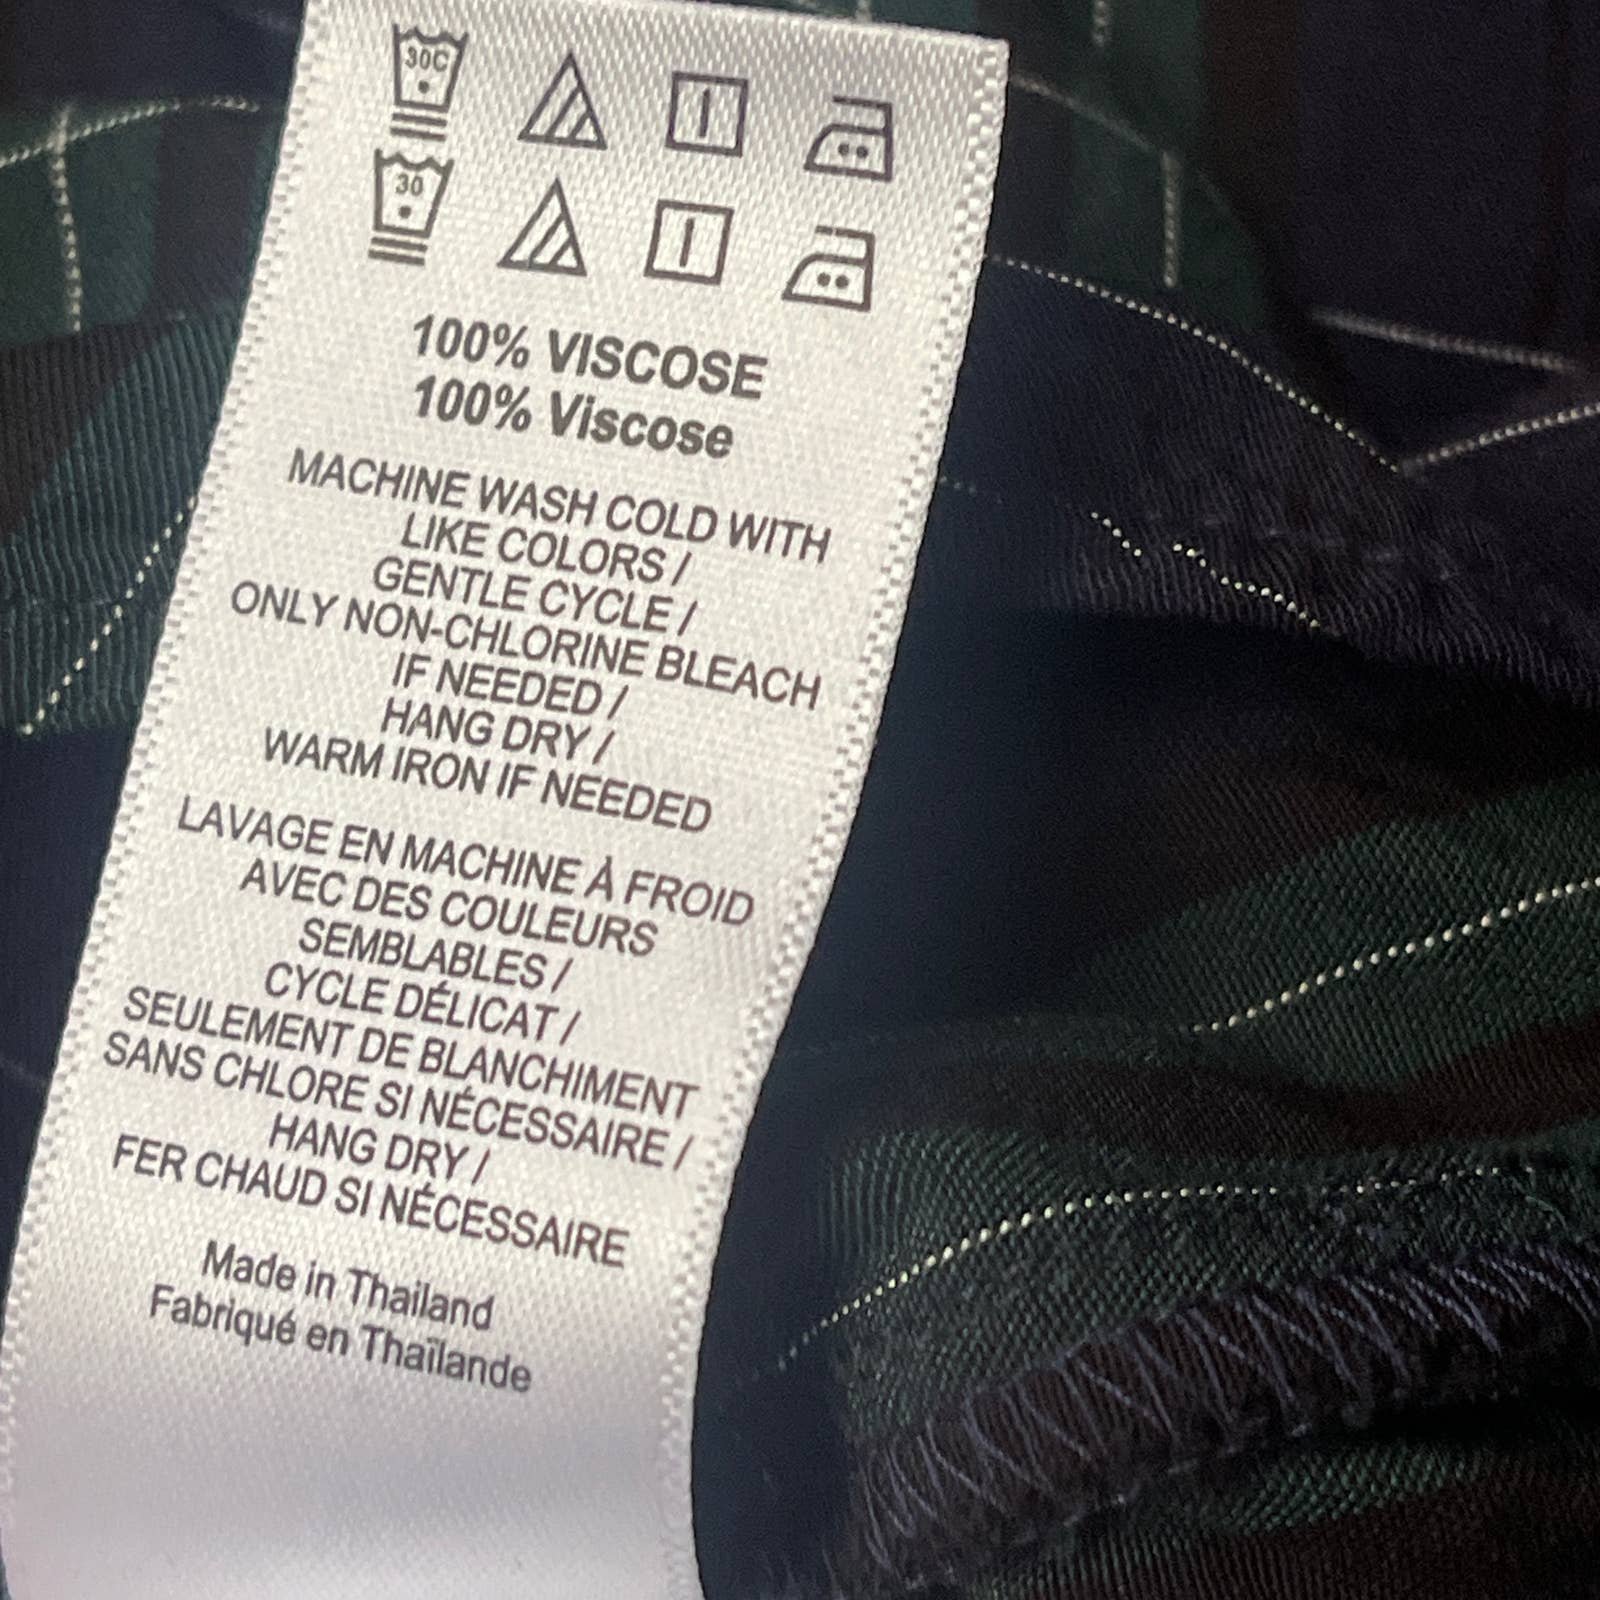 30C
30
100% VISCOSE
100% Viscose
MACHINE WASH COLD WITH
LIKE COLORS /
GENTLE CYCLE /
ONLY NON-CHLORINE BLEACH
IF NEEDED /
HANG DRY /
WARM IRON IF NEEDED
LAVAGE EN MACHINE À FROID
AVEC DES COULEURS
SEMBLABLES /
CYCLE DÉLICAT /
SEULEMENT DE BLANCHIMENT
SANS CHLORE SI NÉCESSAIRE /
HANG DRY /
FER CHAUD SI NÉCESSAIRE
Made in Thailand
Fabriqué en Thaïlande